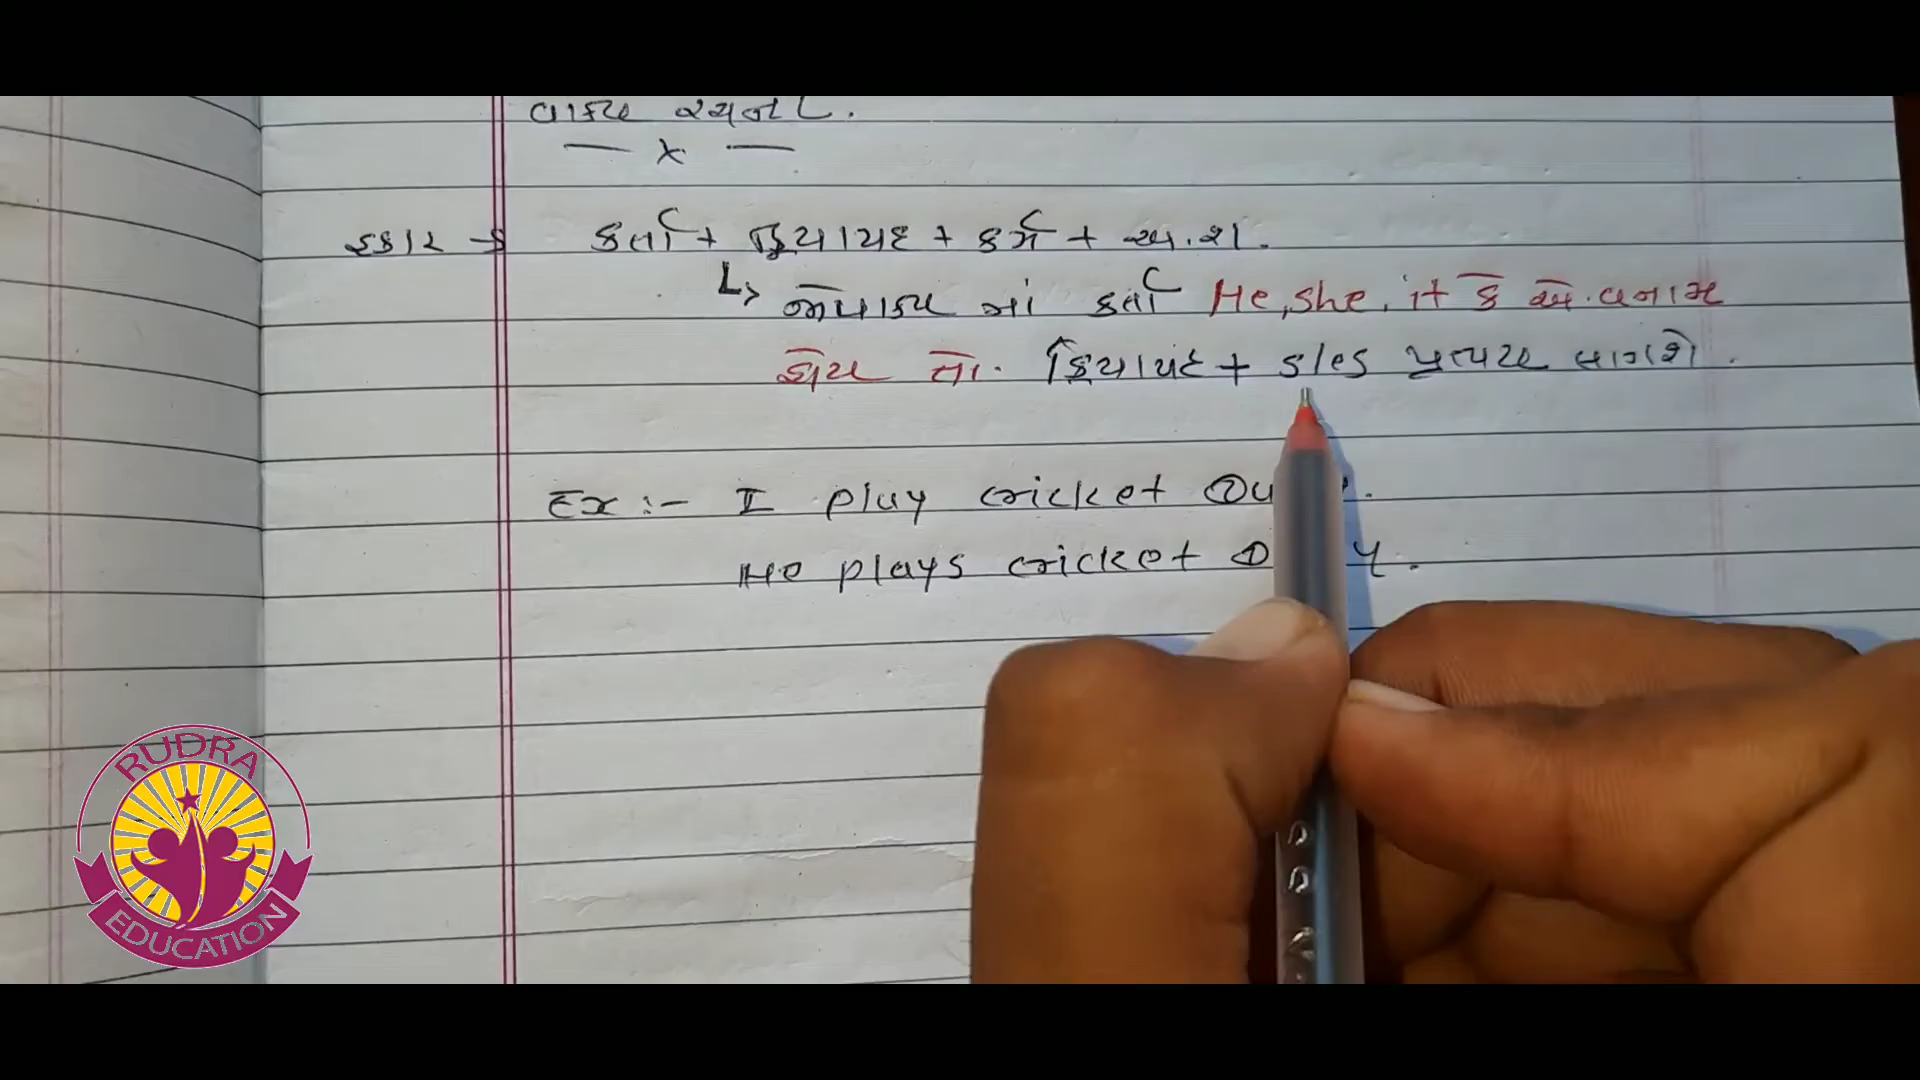 વાક્ય રચના.
— x —
હકાર → કર્તા + ક્રિયાપદ + કર્મ + અ.શ.
↳ જો વાક્ય માં કર્તા He, she, it કે એ.વ નામ
હોય તો. ક્રિયાપદ + s/es પ્રત્યય લાગશે.
Ex :- I play cricket
He plays cricket
RUDRA
EDUCATION